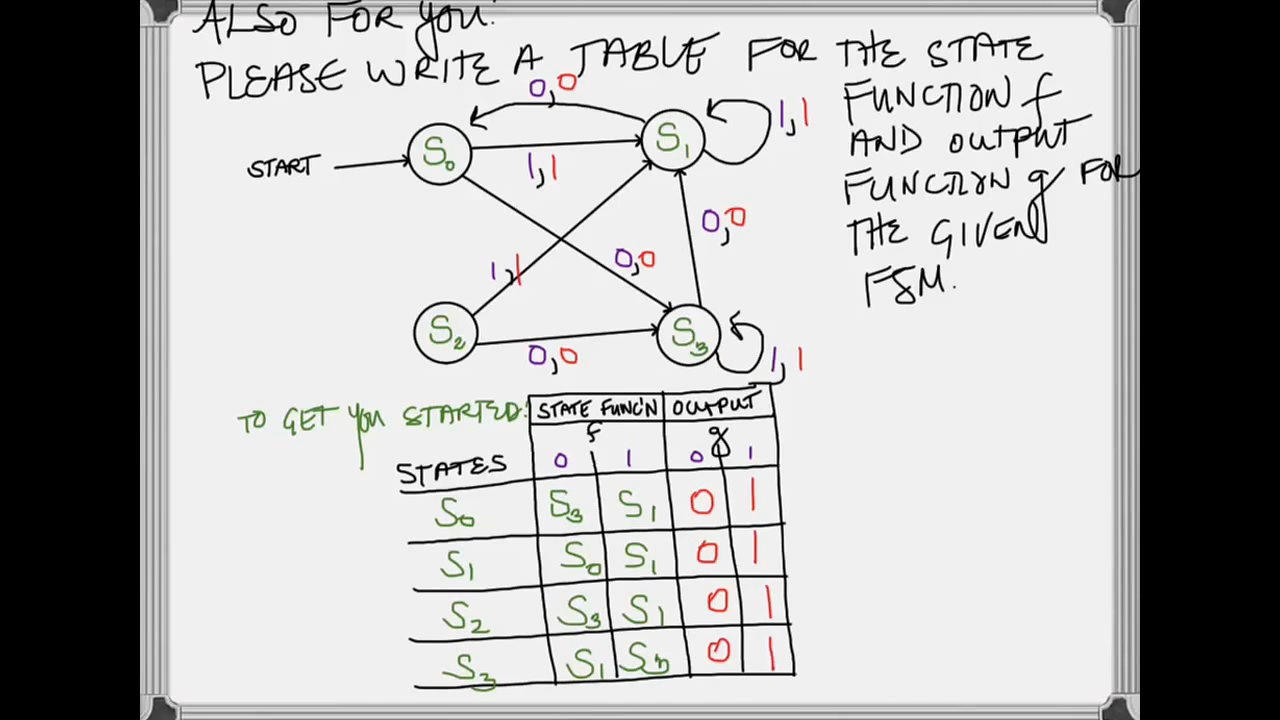 ALSO FOR YOU:
PLEASE WRITE A TABLE FOR THE STATE
FUNCTION f
AND OUTPUT
FUNCTION g FOR
THE GIVEN
FSM.
0,0
S0 S1 1,1
START
1,1
0,0
1,1 0,0
S2 S3
0,0 1,1
TO GET YOU STARTED:
STATE FUNC'N OUTPUT
f g
STATES 0 1 0 1
S0 S3 S1 0 1
S1 S0 S1 0 1
S2 S3 S1 0 1
S3 S1 S3 0 1